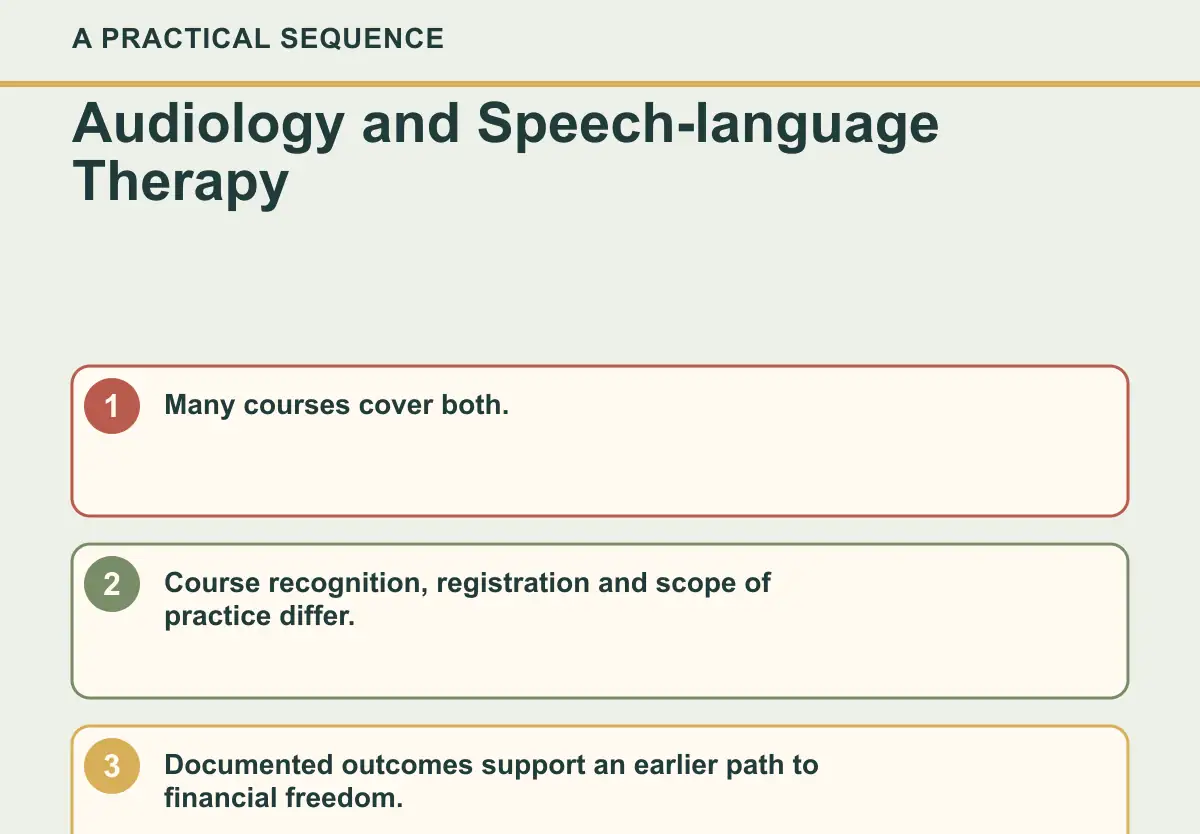 A PRACTICAL SEQUENCE
Audiology and Speech-language
Therapy
1
Many courses cover both.
2
Course recognition, registration and scope of
practice differ.
3
Documented outcomes support an earlier path to
financial freedom.